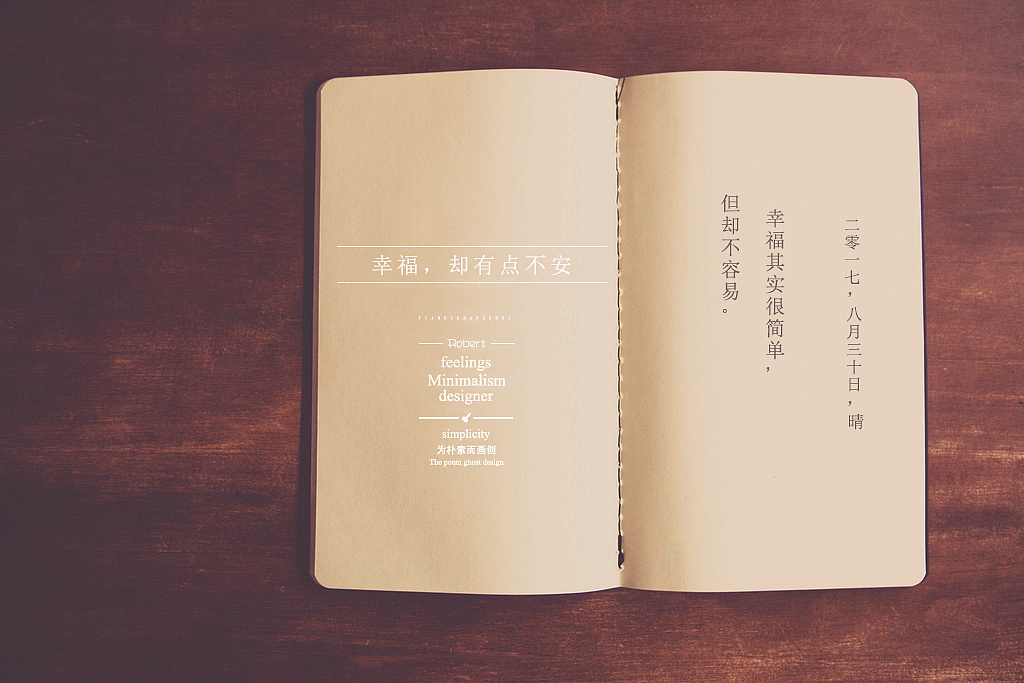 幸福，却有点不安
Robert
feelings
Minimalism
designer
simplicity
为朴素而画创
The poem ghost design
二零一七，八月三十日，晴
幸福其实很简单，
但却不容易。